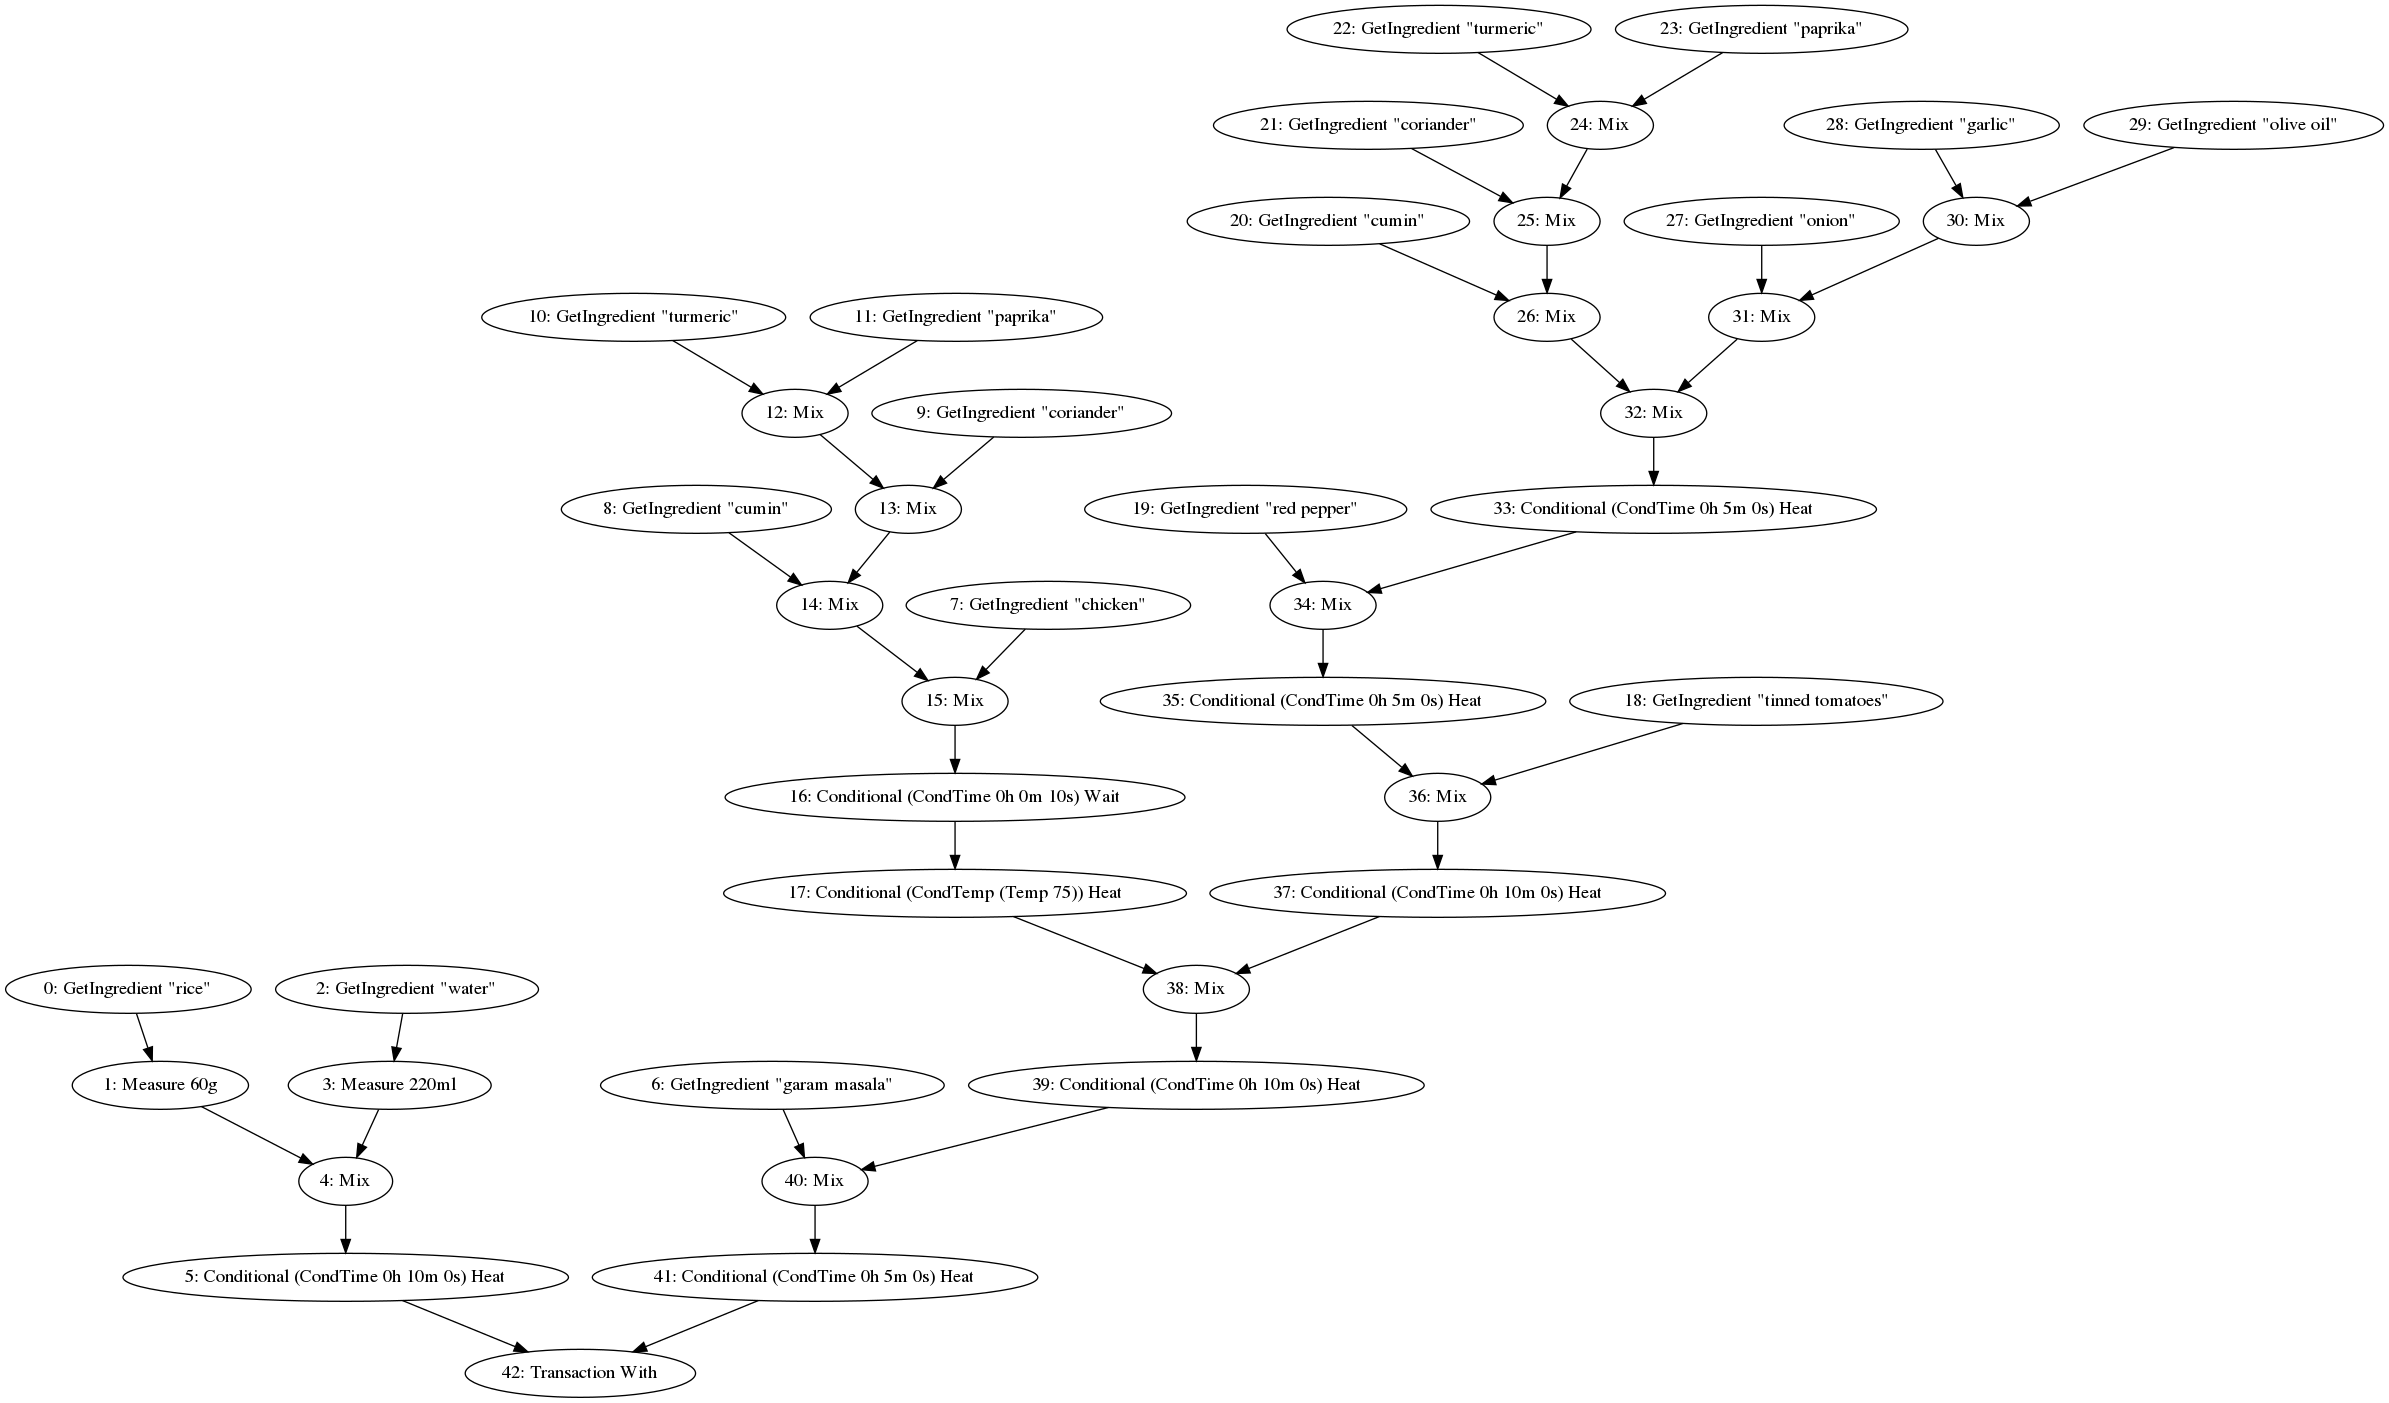 22: GetIngredient "turmeric"
23: GetIngredient "paprika"
21: GetIngredient "coriander"
24: Mix
28: GetIngredient "garlic"
29: GetIngredient "olive oil"
20: GetIngredient "cumin"
25: Mix
27: GetIngredient "onion"
30: Mix
10: GetIngredient "turmeric"
11: GetIngredient "paprika"
26: Mix
31: Mix
12: Mix
9: GetIngredient "coriander"
32: Mix
8: GetIngredient "cumin"
13: Mix
19: GetIngredient "red pepper"
33: Conditional (CondTime 0h 5m 0s) Heat
14: Mix
7: GetIngredient "chicken"
34: Mix
15: Mix
35: Conditional (CondTime 0h 5m 0s) Heat
18: GetIngredient "tinned tomatoes"
16: Conditional (CondTime 0h 0m 10s) Wait
36: Mix
17: Conditional (CondTemp (Temp 75)) Heat
37: Conditional (CondTime 0h 10m 0s) Heat
0: GetIngredient "rice"
2: GetIngredient "water"
38: Mix
1: Measure 60g
3: Measure 220ml
6: GetIngredient "garam masala"
39: Conditional (CondTime 0h 10m 0s) Heat
4: Mix
40: Mix
5: Conditional (CondTime 0h 10m 0s) Heat
41: Conditional (CondTime 0h 5m 0s) Heat
42: Transaction With